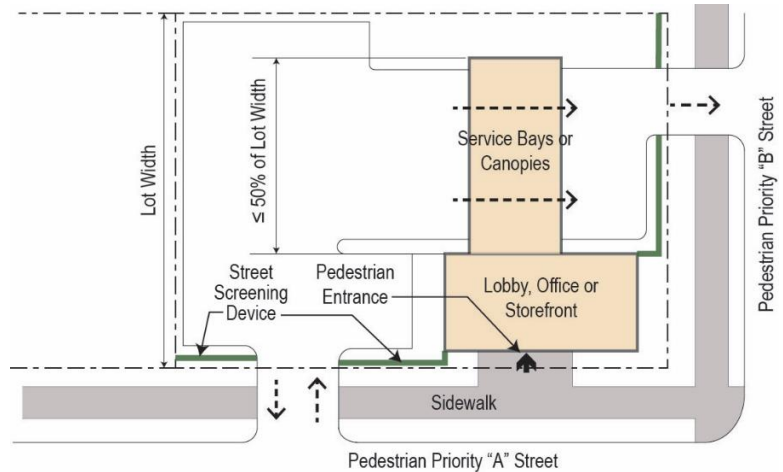 Lot Width
≤ 50% of Lot Width
Service Bays or
Canopies
Pedestrian Priority "B" Street
Street
Screening
Device
Pedestrian
Entrance
Lobby, Office or
Storefront
Sidewalk
Pedestrian Priority "A" Street